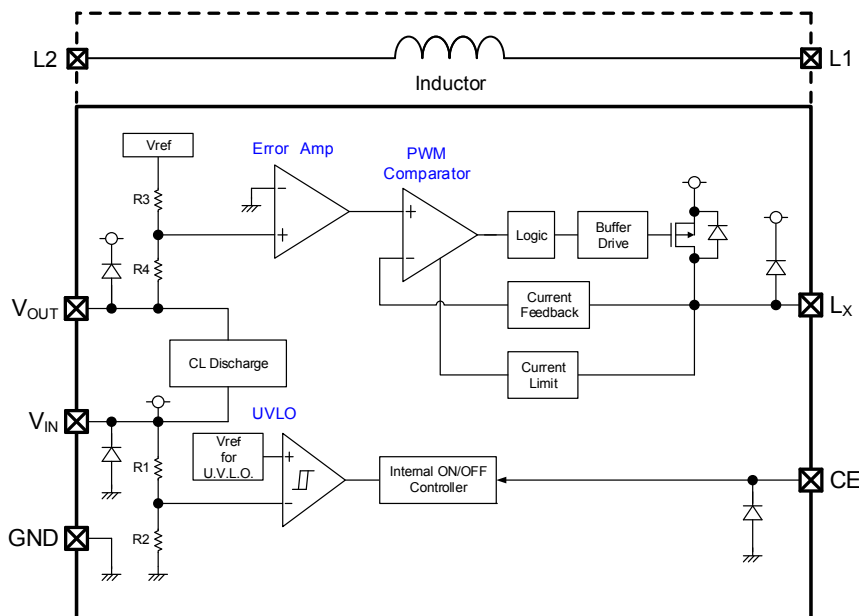 L2
L1
Inductor
Vref
Error Amp
PWM
Comparator
R3
R4
Logic
Buffer
Drive
VOUT
LX
Current
Feedback
CL Discharge
Current
Limit
VIN
UVLO
Vref
for
U.V.L.O.
R1
Internal ON/OFF
Controller
CE
GND
R2
+
-
+
-
+
-